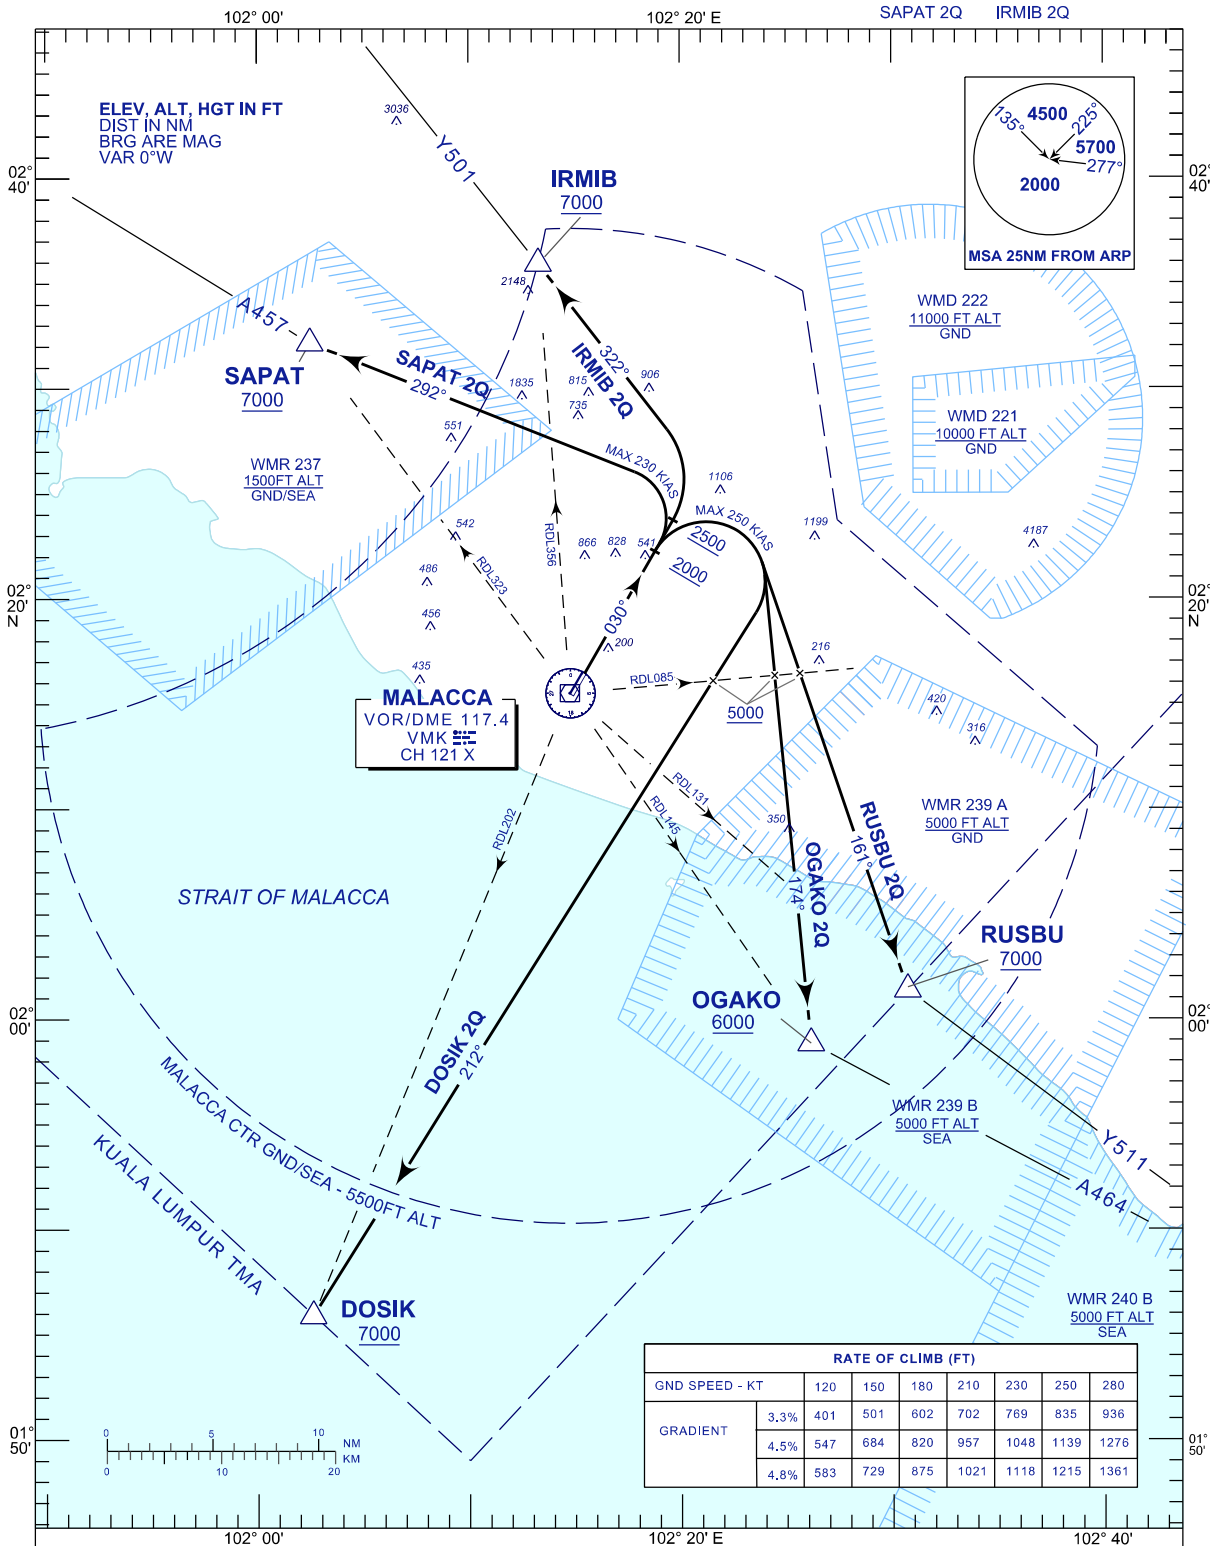 SAPAT 2Q IRMIB 2Q
102° 00'
102° 20' E
ELEV, ALT, HGT IN FT
DIST IN NM
BRG ARE MAG
VAR 0°W
3036
Y501
IRMIB
7000
135°
4500
225°
5700
277°
2000
MSA 25NM FROM ARP
02°
40'
02°
40'
2148
A457
SAPAT
7000
SAPAT 2Q
292°
322°
IRMIB 2Q
1835
815
735
906
551
WMD 222
11000 FT ALT
GND
WMD 221
10000 FT ALT
GND
WMR 237
1500FT ALT
GND/SEA
MAX 230 KIAS
1106
MAX 250 KIAS
1199
4187
2500
2000
542
866
828
541
RDL356
RDL323
486
456
435
02°
20'
N
02°
20'
N
030°
200
216
RDL085
5000
MALACCA
VOR/DME 117.4
VMK
CH 121 X
420
316
RDL131
RDL145
RDL202
350
WMR 239 A
5000 FT ALT
GND
RUSBU 2Q
161°
OGAKO 2Q
174°
STRAIT OF MALACCA
RUSBU
7000
OGAKO
6000
02°
00'
02°
00'
DOSIK 2Q
212°
WMR 239 B
5000 FT ALT
SEA
MALACCA CTR GND/SEA - 5500FT ALT
KUALA LUMPUR TMA
Y511
A464
DOSIK
7000
WMR 240 B
5000 FT ALT
SEA
RATE OF CLIMB (FT)
GND SPEED - KT 120 150 180 210 230 250 280
GRADIENT
3.3% 401 501 602 702 769 835 936
4.5% 547 684 820 957 1048 1139 1276
4.8% 583 729 875 1021 1118 1215 1361
01°
50'
01°
50'
0 5 10 NM
0 10 20 KM
102° 00'
102° 20' E
102° 40'